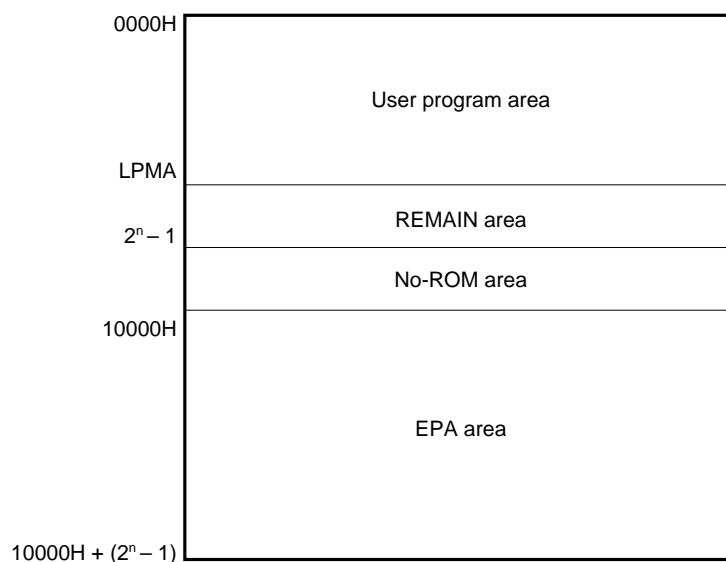 0000H
User program area
LPMA
REMAIN area
2ⁿ – 1
No-ROM area
10000H
EPA area
10000H + (2ⁿ – 1)